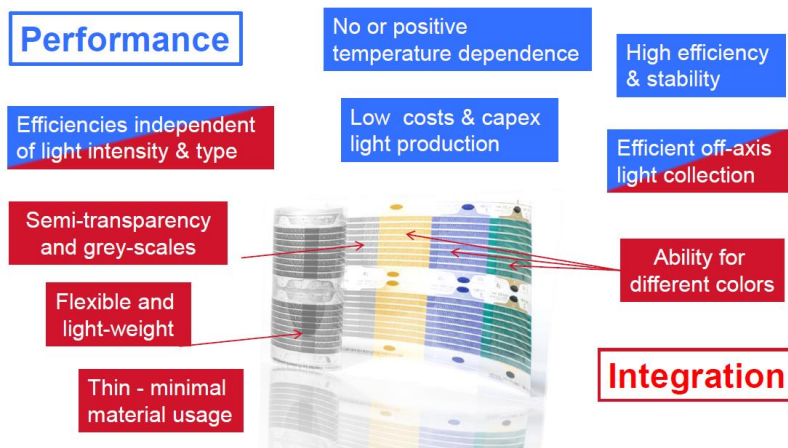 Performance
No or positive
temperature dependence
High efficiency
& stability
Efficiencies independent
of light intensity & type
Low costs & capex
light production
Efficient off-axis
light collection
Semi-transparency
and grey-scales
Ability for
different colors
Flexible and
light-weight
Integration
Thin - minimal
material usage